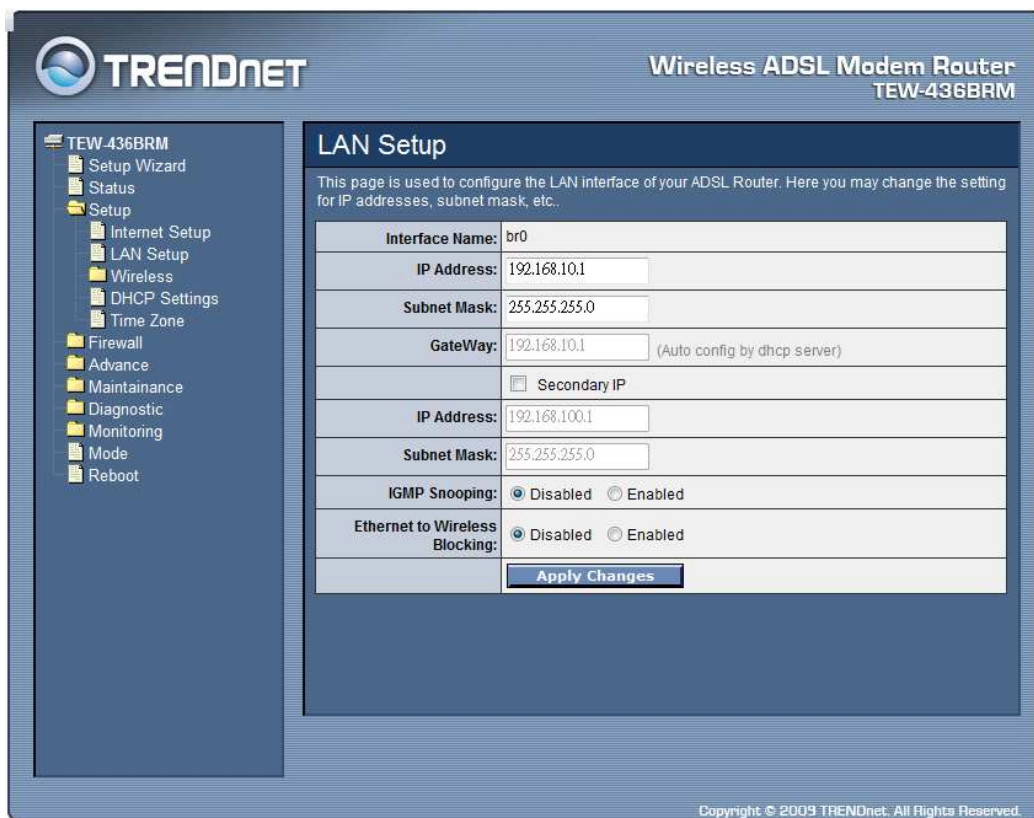 TRENDNET
Wireless ADSL Modem Router
TEW-436BRM
TEW-436BRM
Setup Wizard
Status
Setup
Internet Setup
LAN Setup
Wireless
DHCP Settings
Time Zone
Firewall
Advance
Maintainance
Diagnostic
Monitoring
Mode
Reboot
LAN Setup
This page is used to configure the LAN interface of your ADSL Router. Here you may change the setting
for IP addresses, subnet mask, etc..
Interface Name: br0
IP Address: 192.168.10.1
Subnet Mask: 255.255.255.0
GateWay: 192.168.10.1 (Auto config by dhcp server)
Secondary IP
IP Address: 192.168.100.1
Subnet Mask: 255.255.255.0
IGMP Snooping: Disabled Enabled
Ethernet to Wireless
Blocking: Disabled Enabled
Apply Changes
Copyright © 2009 TRENDnet. All Rights Reserved.